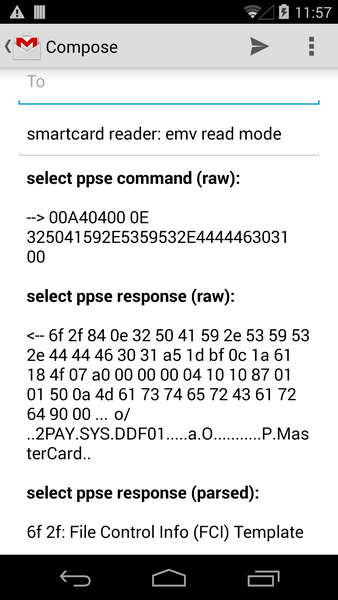 11:57
Compose
To
smartcard reader: emv read mode
select ppse command (raw):
--> 00A40400 0E
325041592E5359532E4444463031
00
select ppse response (raw):
<-- 6f 2f 84 0e 32 50 41 59 2e 53 59 53
2e 44 44 46 30 31 a5 1d bf 0c 1a 61
18 4f 07 a0 00 00 00 04 10 10 87 01
01 50 0a 4d 61 73 74 65 72 43 61 72
64 90 00 ... o/
..2PAY.SYS.DDF01.....a.O...........P.Mas
terCard..
select ppse response (parsed):
6f 2f: File Control Info (FCI) Template